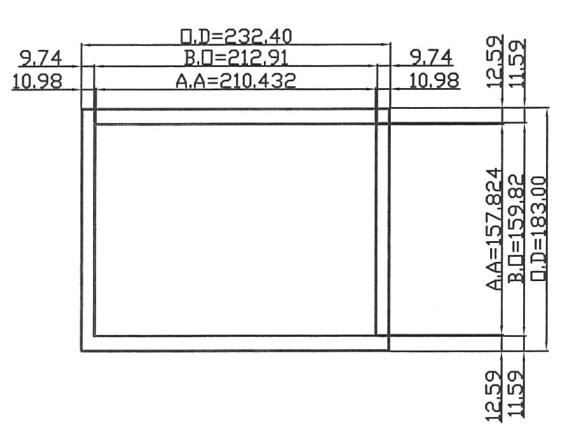 O.D=232.40
9.74 B.O=212.91 9.74
10.98 A.A=210.432 10.98
12.59
11.59
A.A=157.824
B.O=159.82
O.D=183.00
12.59
11.59